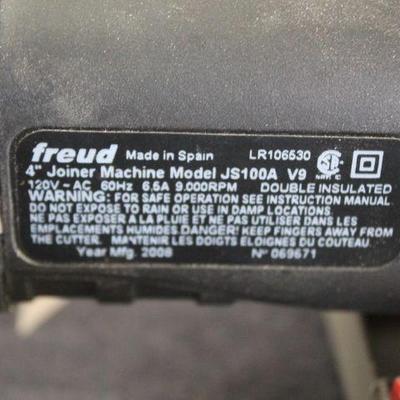 freud Made in Spain LR106530
4" Joiner Machine Model JS100A V9
120V ~ AC 60Hz 6.5A 9.000RPM DOUBLE INSULATED
WARNING: FOR SAFE OPERATION SEE INSTRUCTION MANUAL
DO NOT EXPOSE TO RAIN OR USE IN DAMP LOCATIONS.
NE PAS EXPOSER À LA PLUIE ET NE PAS UTILISER DANS LES
EMPLACEMENTS HUMIDES.DANGER! KEEP FINGERS AWAY FROM
THE CUTTER. MANTENIR LES DOIGTS ELOIGNES DU COUTEAU.
Year Mfg. 2008 N° 069571